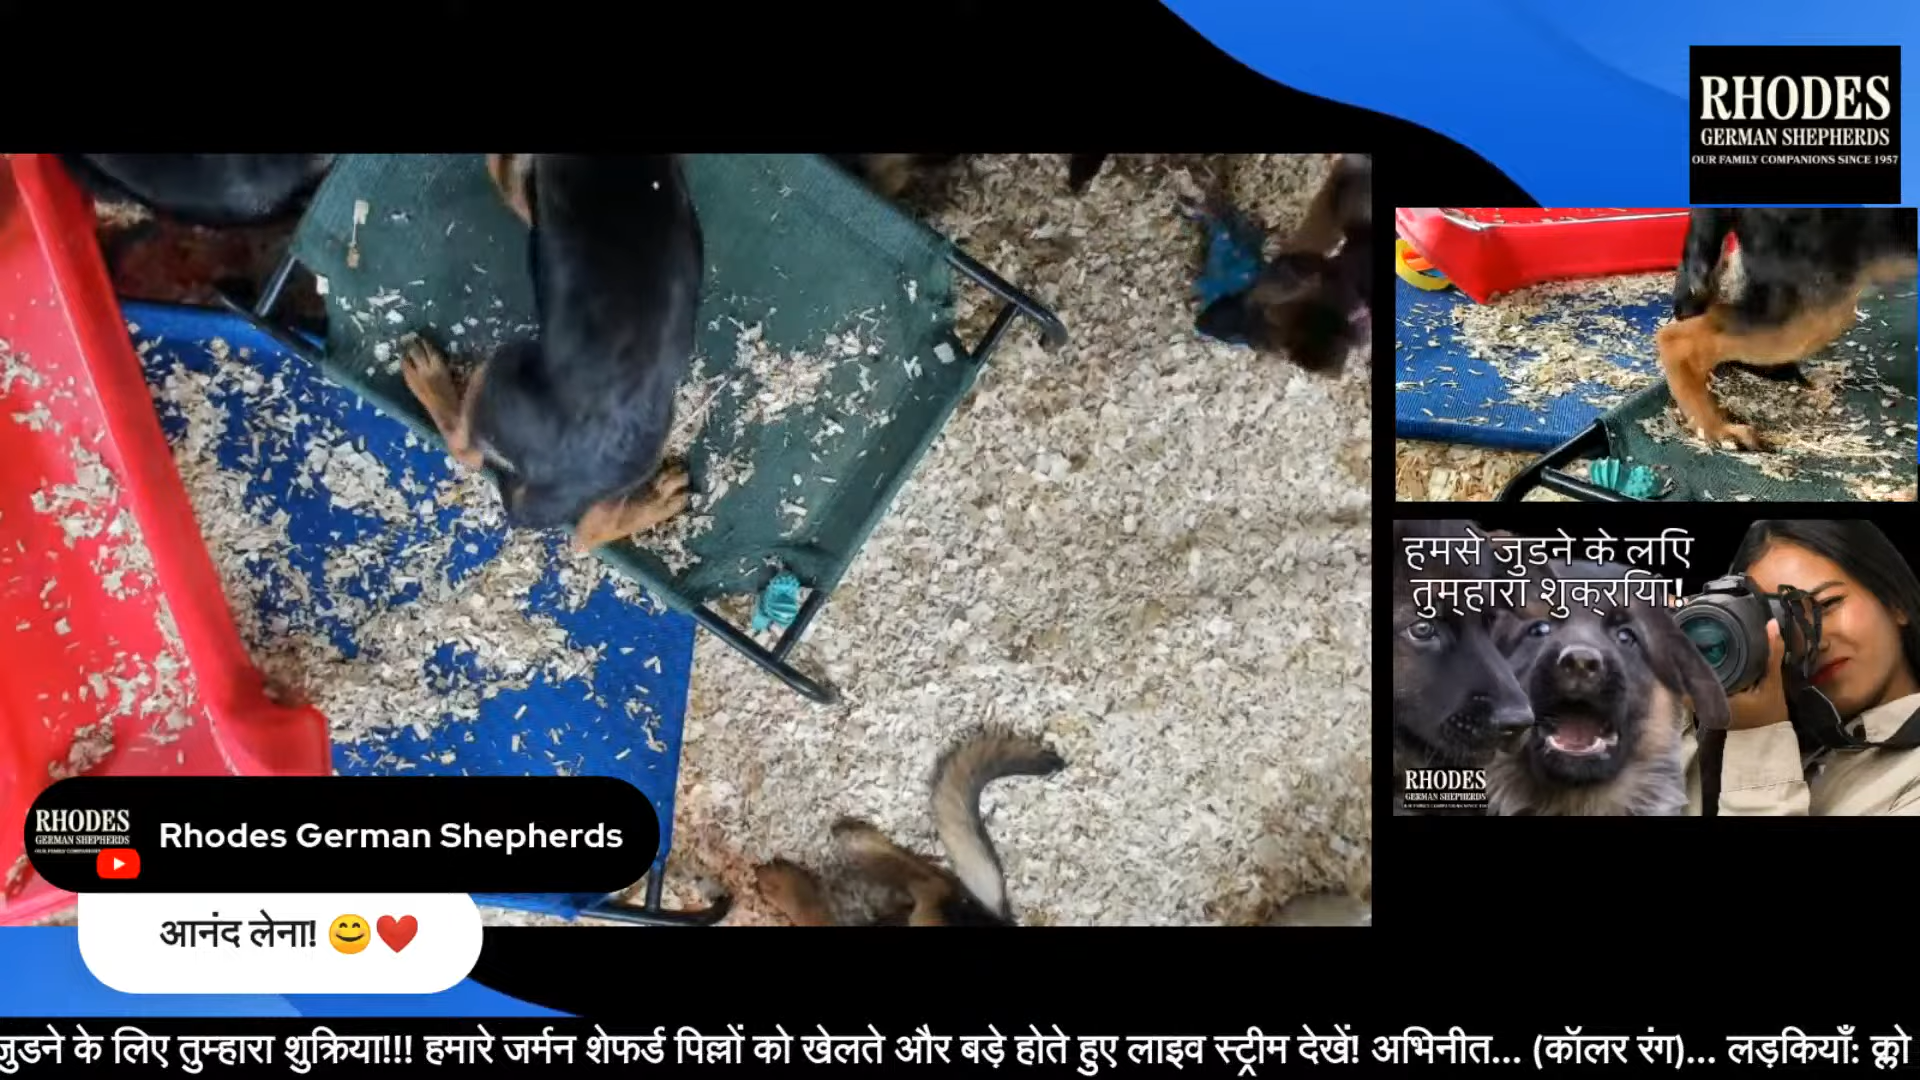 RHODES
GERMAN SHEPHERDS
OUR FAMILY COMPANIONS SINCE 1957
हमसे जुडने के लिए
तुम्हारा शुक्रिया!
RHODES
GERMAN SHEPHERDS
RHODES
GERMAN SHEPHERDS
Rhodes German Shepherds
आनंद लेना! 😊❤️
जुडने के लिए तुम्हारा शुक्रिया!!! हमारे जर्मन शेफर्ड पिल्लों को खेलते और बड़े होते हुए लाइव स्ट्रीम देखें! अभिनीत... (कॉलर रंग)... लड़कियाँ: